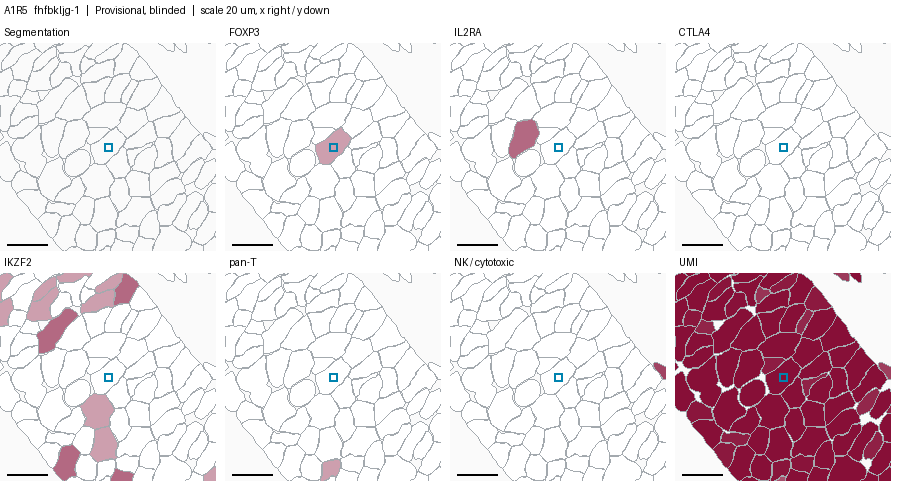 A1R5 fhfbkljg-1 | Provisional, blinded | scale 20 um, x right / y down
Segmentation
FOXP3
IL2RA
CTLA4
IKZF2
pan-T
NK / cytotoxic
UMI